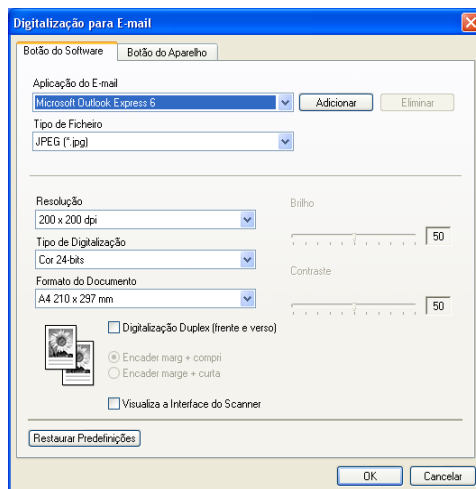 Digitalização para E-mail
Botão do Software
Botão do Aparelho
Aplicação do E-mail
Microsoft Outlook Express 6
Adicionar
Eliminar
Tipo de Ficheiro
JPEG (*.jpg)
Resolução
200 x 200 dpi
Brilho
50
Tipo de Digitalização
Cor 24-bits
Contraste
50
Formato do Documento
A4 210 x 297 mm
Digitalização Duplex (frente e verso)
Encader marg + compri
Encader marge + curta
Visualiza a Interface do Scanner
Restaurar Predefinições
OK
Cancelar